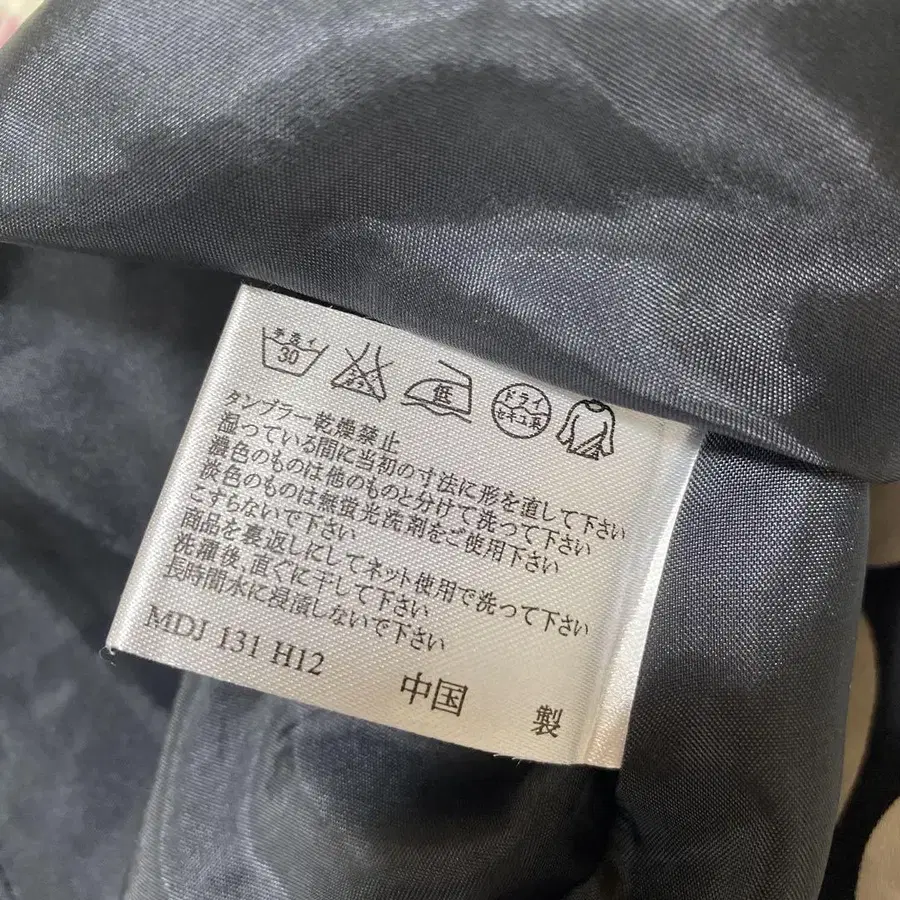 手洗イ
30
エンソサラシ
低
ドライ
セキユ系
タンブラー乾燥禁止
湿っている間に当初の寸法に形を直して下さい
濃色のものは他のものと分けて洗って下さい
淡色のものは無蛍光洗剤をご使用下さい
こすらないで下さい
商品を裏返しにしてネット使用で洗って下さい
洗濯後、直ぐに干して下さい
長時間水に浸漬しないで下さい
MDJ 131 H12 中国 製